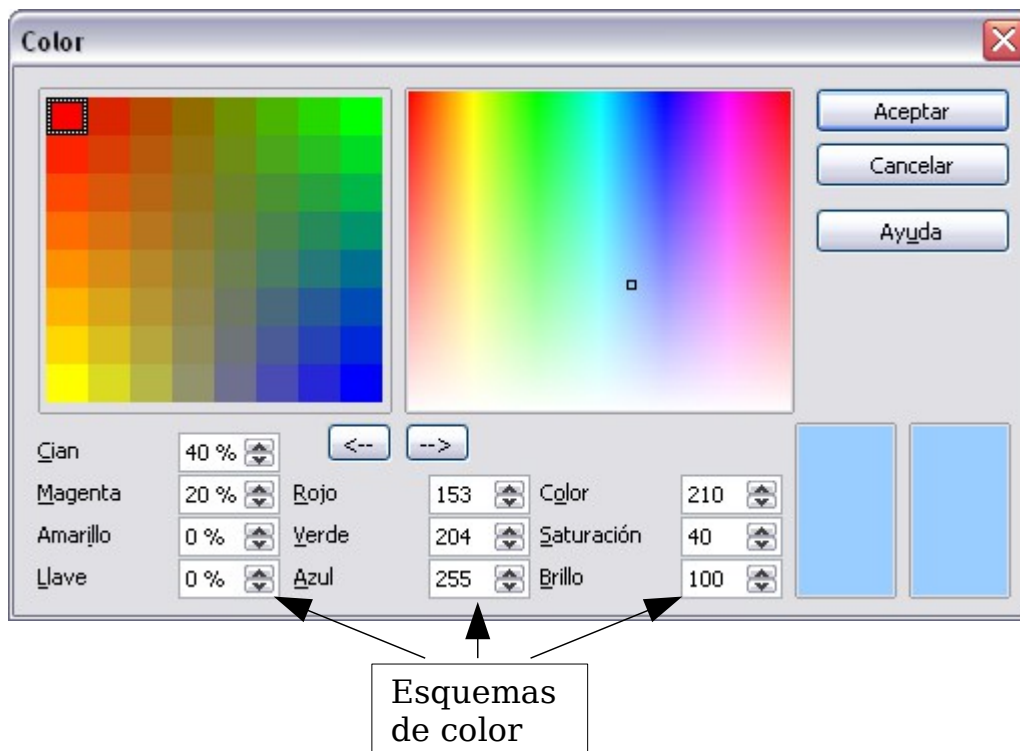 Color
Aceptar
Cancelar
Ayuda
<-- -->
Cian 40 %
Magenta 20 % Rojo 153 Color 210
Amarillo 0 % Verde 204 Saturación 40
Llave 0 % Azul 255 Brillo 100
Esquemas
de color